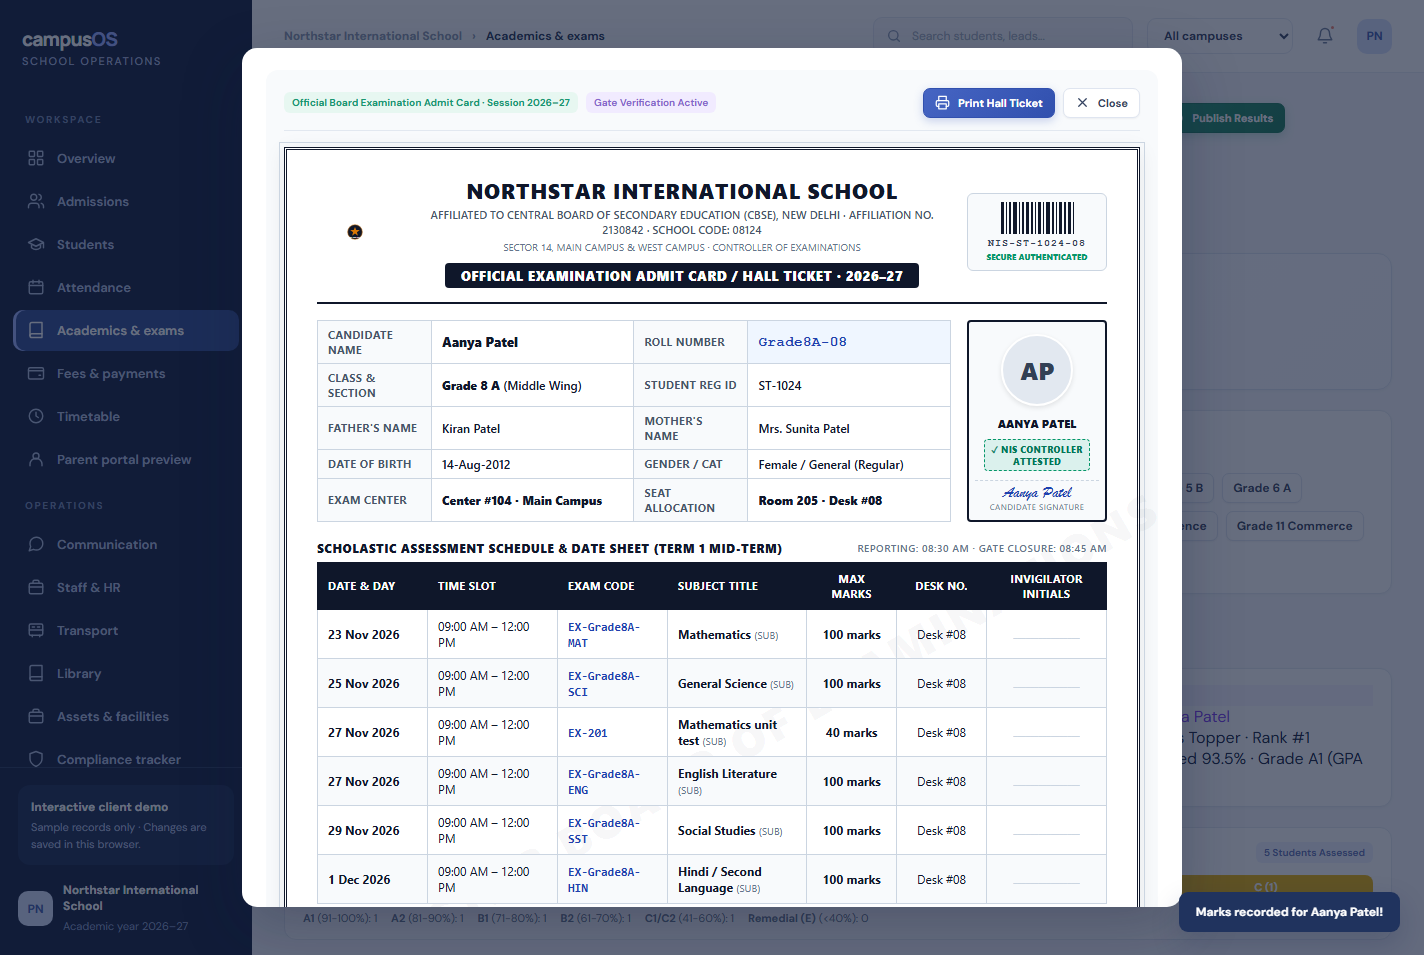 campusOS
SCHOOL OPERATIONS
WORKSPACE
Overview
Admissions
Students
Attendance
Academics & exams
Fees & payments
Timetable
Parent portal preview
OPERATIONS
Communication
Staff & HR
Transport
Library
Assets & facilities
Compliance tracker
Interactive client demo
Sample records only · Changes are
saved in this browser.
PN
Northstar International
School
Academic year 2026–27
Northstar International School › Academics & exams
Search students, leads...
All campuses
PN
Publish Results
Official Board Examination Admit Card · Session 2026–27
Gate Verification Active
Print Hall Ticket
Close
NORTHSTAR INTERNATIONAL SCHOOL
AFFILIATED TO CENTRAL BOARD OF SECONDARY EDUCATION (CBSE), NEW DELHI · AFFILIATION NO.
2130842 · SCHOOL CODE: 08124
SECTOR 14, MAIN CAMPUS & WEST CAMPUS · CONTROLLER OF EXAMINATIONS
OFFICIAL EXAMINATION ADMIT CARD / HALL TICKET · 2026–27
NIS-ST-1024-08
SECURE AUTHENTICATED
CANDIDATE NAME Aanya Patel ROLL NUMBER Grade8A-08
CLASS & SECTION Grade 8 A (Middle Wing) STUDENT REG ID ST-1024
FATHER'S NAME Kiran Patel MOTHER'S NAME Mrs. Sunita Patel
DATE OF BIRTH 14-Aug-2012 GENDER / CAT Female / General (Regular)
EXAM CENTER Center #104 · Main Campus SEAT ALLOCATION Room 205 · Desk #08
AP
AANYA PATEL
✓ NIS CONTROLLER
ATTESTED
Aanya Patel
CANDIDATE SIGNATURE
SCHOLASTIC ASSESSMENT SCHEDULE & DATE SHEET (TERM 1 MID-TERM)
REPORTING: 08:30 AM · GATE CLOSURE: 08:45 AM
DATE & DAY TIME SLOT EXAM CODE SUBJECT TITLE MAX MARKS DESK NO. INVIGILATOR INITIALS
23 Nov 2026 09:00 AM – 12:00 PM EX-Grade8A-MAT Mathematics (SUB) 100 marks Desk #08
25 Nov 2026 09:00 AM – 12:00 PM EX-Grade8A-SCI General Science (SUB) 100 marks Desk #08
27 Nov 2026 09:00 AM – 12:00 PM EX-201 Mathematics unit test (SUB) 40 marks Desk #08
27 Nov 2026 09:00 AM – 12:00 PM EX-Grade8A-ENG English Literature (SUB) 100 marks Desk #08
29 Nov 2026 09:00 AM – 12:00 PM EX-Grade8A-SST Social Studies (SUB) 100 marks Desk #08
1 Dec 2026 09:00 AM – 12:00 PM EX-Grade8A-HIN Hindi / Second Language (SUB) 100 marks Desk #08
5 B
Grade 6 A
Grade 11 Commerce
Patel
Topper · Rank #1
93.5% · Grade A1 (GPA
5 Students Assessed
C (1)
A1 (91–100%): 1 A2 (81–90%): 1 B1 (71–80%): 1 B2 (61–70%): 1 C1/C2 (41–60%): 1 Remedial (E) (<40%): 0
Marks recorded for Aanya Patel!